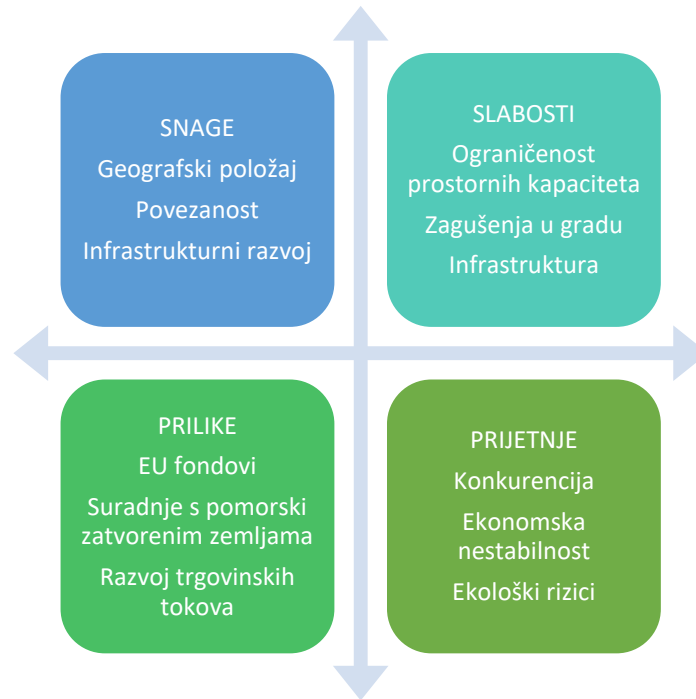 SNAGE
Geografski položaj
Povezanost
Infrastrukturni razvoj
SLABOSTI
Ograničenost
prostornih kapaciteta
Zagušenja u gradu
Infrastruktura
PRILIKE
EU fondovi
Suradnje s pomorski
zatvorenim zemljama
Razvoj trgovinskih
tokova
PRIJETNJE
Konkurencija
Ekonomska
nestabilnost
Ekološki rizici